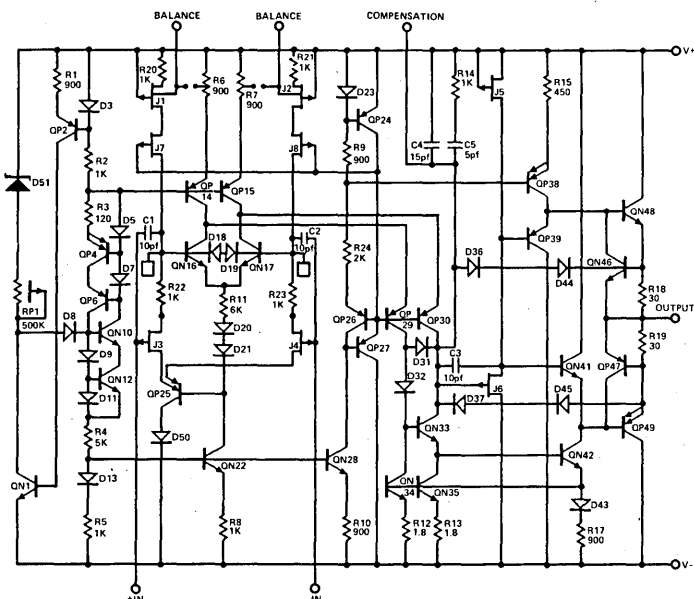 BALANCE BALANCE COMPENSATION
V+
R1
900
R20
1K
R6
900
R7
900
R21
1K
J1
J2
D3
D23
R14
1K
J5
R15
450
QP2
QP24
C4
15pf
C5
5pf
R2
1K
J7
J8
R9
900
D51
QP
14
QP15
QP38
QN48
R3
120
D5
C1
10pf
D18
D19
C2
10pf
QP39
QP4
QN16
QN17
R24
2K
D36
D44
QN46
D7
QP6
R22
1K
R11
6K
R23
1K
R18
30
OUTPUT
RP1
500K
D8
QN10
D20
QP26
QP
29
QP30
R19
30
D9
J3
D21
J4
QP27
D31
C3
10pf
QN41
QP47
QN12
D32
J6
D11
QP25
D37
D45
QP49
R4
5K
D50
QN33
QN22
QN28
QN42
D13
QN
34
QN35
QN1
D43
R5
1K
R8
1K
R10
900
R12
1.8
R13
1.8
R17
900
V-
+IN
-IN